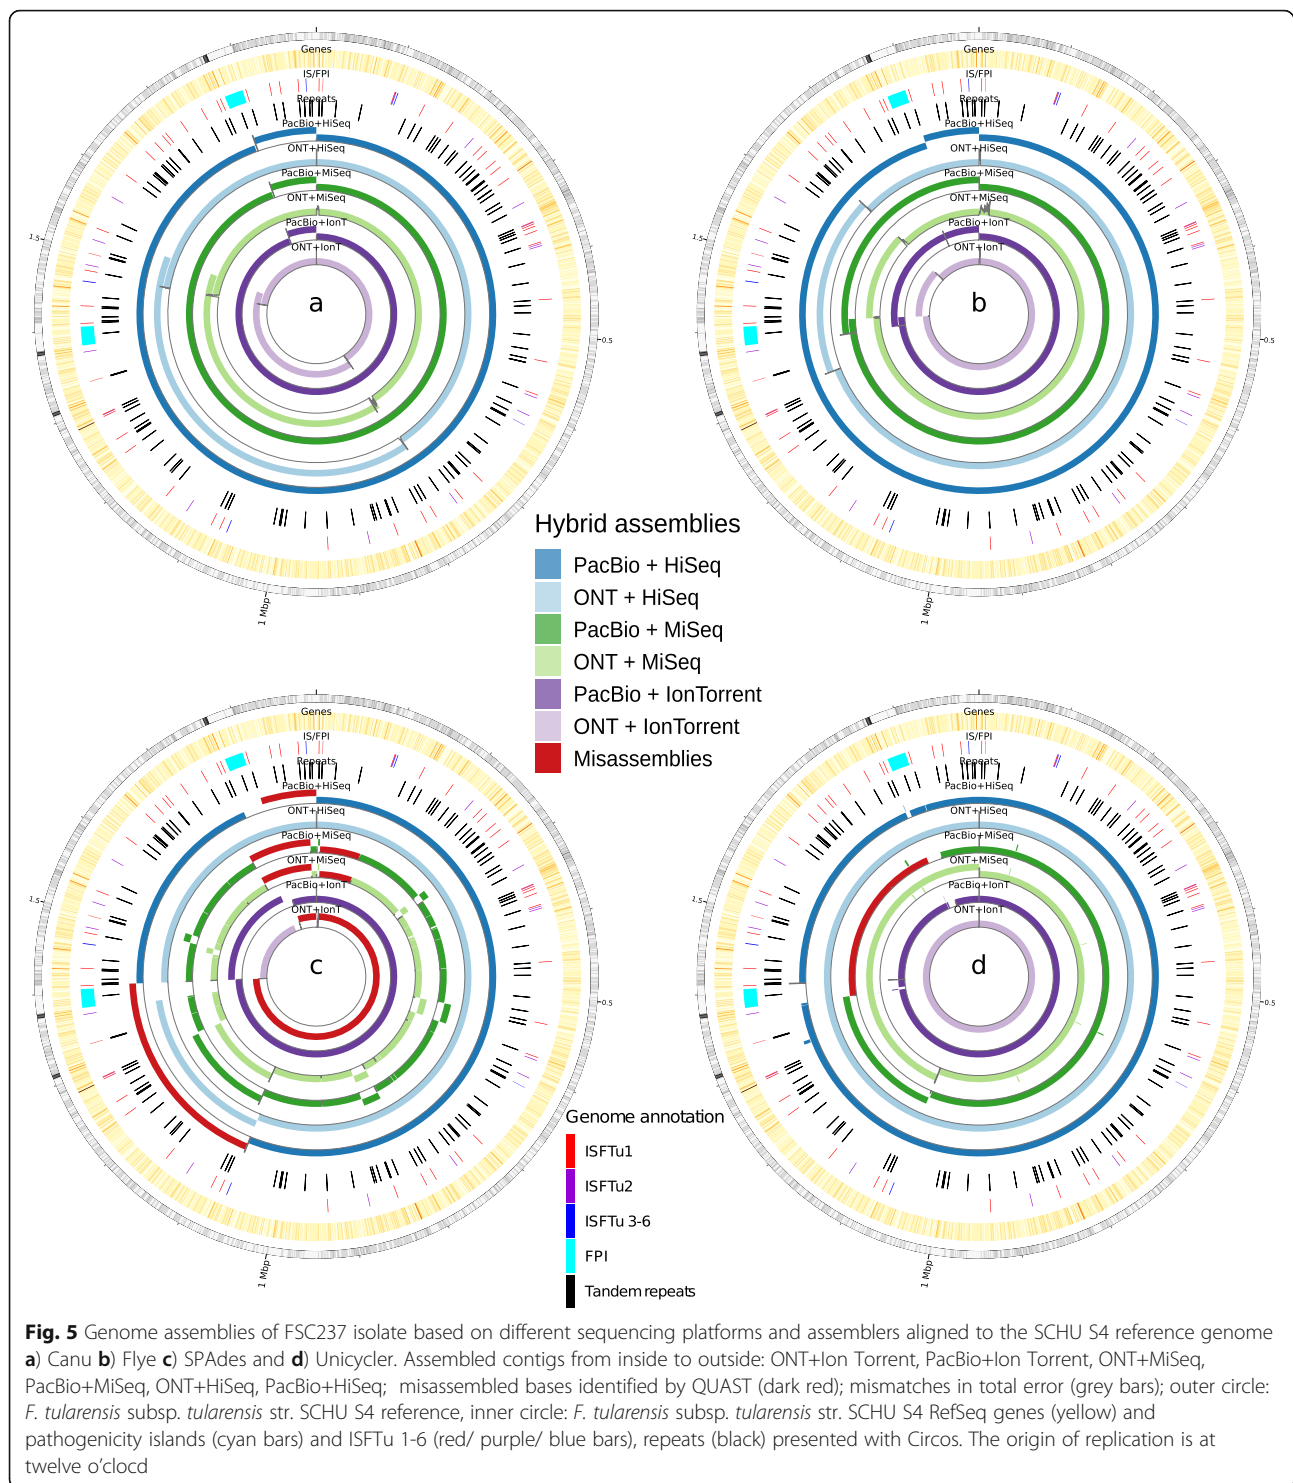 Genes
IS/FPI
Repeats
PacBio+HiSeq
ONT+HiSeq
PacBio+MiSeq
ONT+MiSeq
PacBio+IonT
ONT+IonT
a
0.5
1 Mbp
1.5
Genes
IS/FPI
Repeats
PacBio+HiSeq
ONT+HiSeq
PacBio+MiSeq
ONT+MiSeq
PacBio+IonT
ONT+IonT
b
0.5
1 Mbp
1.5
Hybrid assemblies
PacBio + HiSeq
ONT + HiSeq
PacBio + MiSeq
ONT + MiSeq
PacBio + IonTorrent
ONT + IonTorrent
Misassemblies
Genes
IS/FPI
Repeats
PacBio+HiSeq
ONT+HiSeq
PacBio+MiSeq
ONT+MiSeq
PacBio+IonT
ONT+IonT
c
0.5
1 Mbp
1.5
Genes
IS/FPI
Repeats
PacBio+HiSeq
ONT+HiSeq
PacBio+MiSeq
ONT+MiSeq
PacBio+IonT
ONT+IonT
d
0.5
1 Mbp
1.5
Genome annotation
ISFTu1
ISFTu2
ISFTu 3-6
FPI
Tandem repeats
Fig. 5 Genome assemblies of FSC237 isolate based on different sequencing platforms and assemblers aligned to the SCHU S4 reference genome
a) Canu b) Flye c) SPAdes and d) Unicycler. Assembled contigs from inside to outside: ONT+Ion Torrent, PacBio+Ion Torrent, ONT+MiSeq,
PacBio+MiSeq, ONT+HiSeq, PacBio+HiSeq; misassembled bases identified by QUAST (dark red); mismatches in total error (grey bars); outer circle:
F. tularensis subsp. tularensis str. SCHU S4 reference, inner circle: F. tularensis subsp. tularensis str. SCHU S4 RefSeq genes (yellow) and
pathogenicity islands (cyan bars) and ISFTu 1-6 (red/ purple/ blue bars), repeats (black) presented with Circos. The origin of replication is at
twelve o'clocd